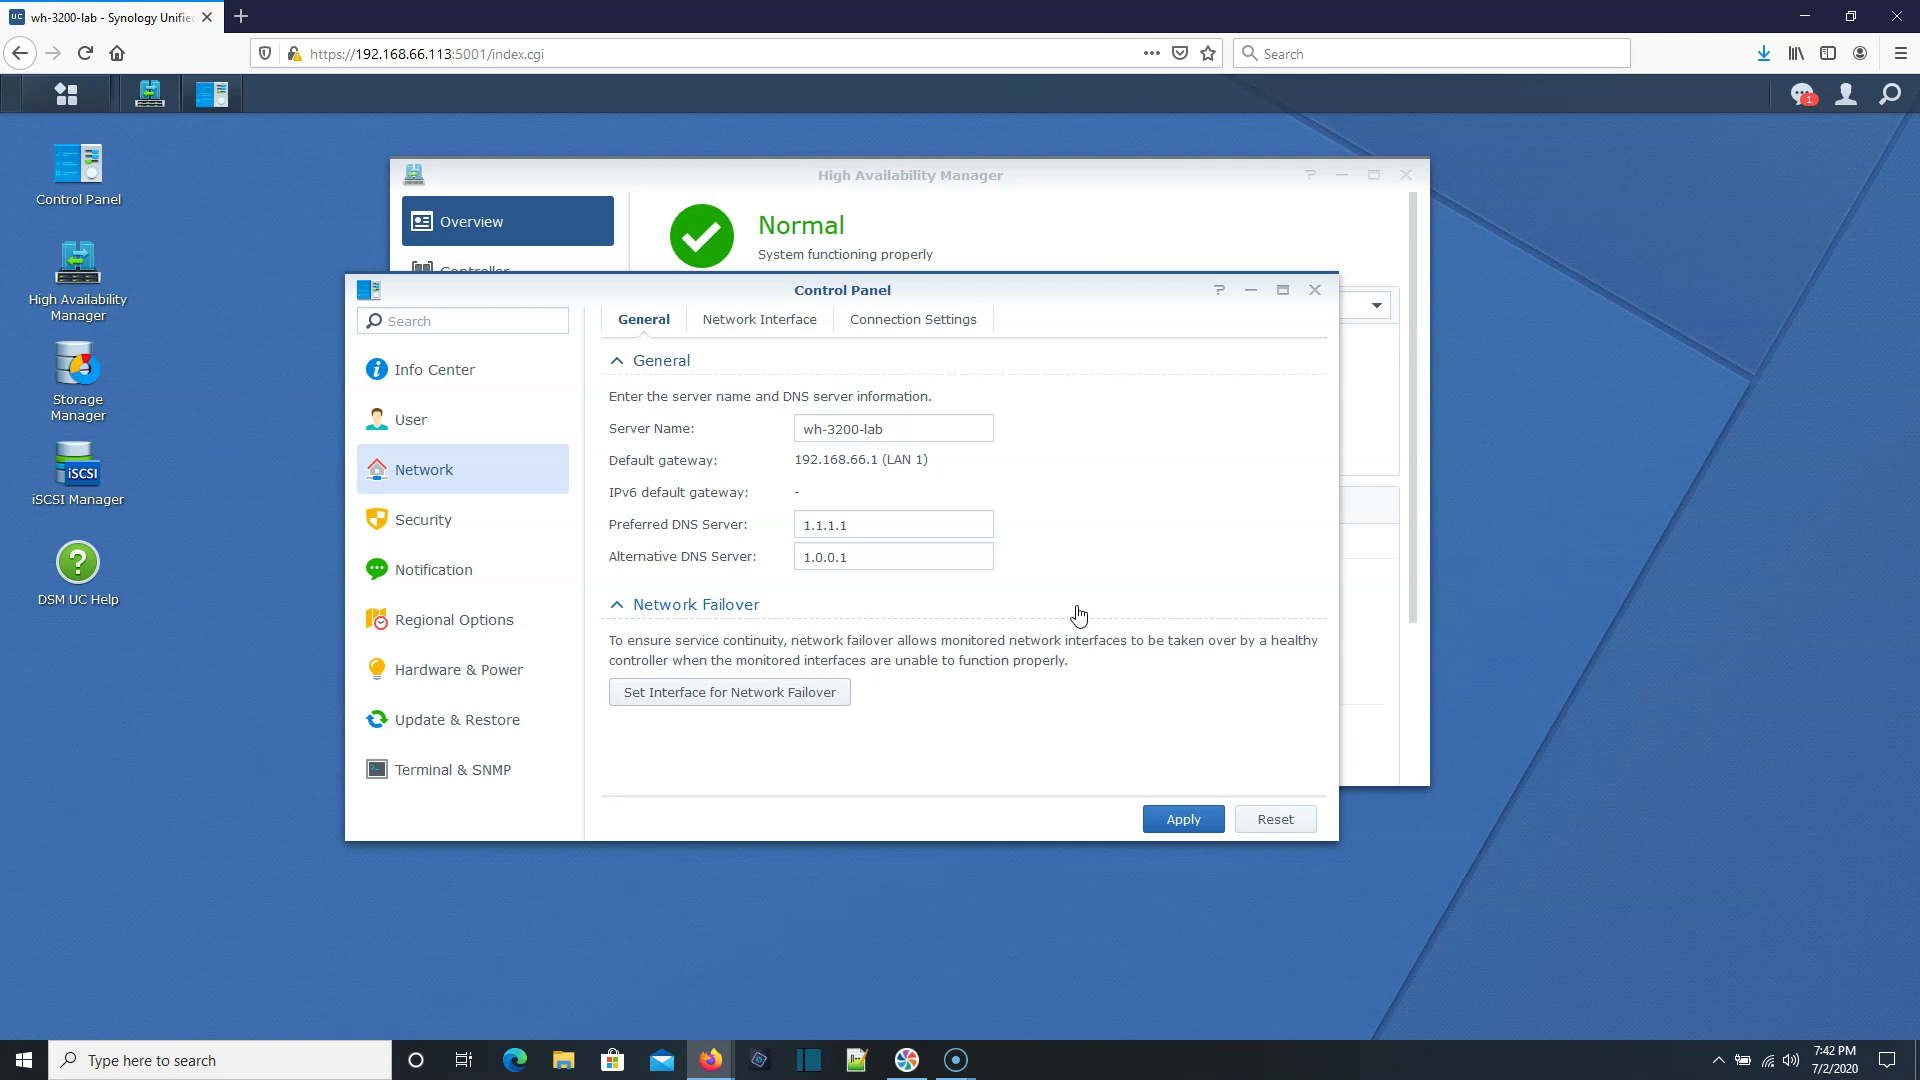 wh-3200-lab - Synology Unifie
https://192.168.66.113:5001/index.cgi
Search
1
Control Panel
High Availability
Manager
Storage
Manager
iSCSI
iSCSI Manager
DSM UC Help
High Availability Manager
Overview
Controller
Normal
System functioning properly
Control Panel
Search
Info Center
User
Network
Security
Notification
Regional Options
Hardware & Power
Update & Restore
Terminal & SNMP
General
Network Interface
Connection Settings
General
Enter the server name and DNS server information.
Server Name:
wh-3200-lab
Default gateway:
192.168.66.1 (LAN 1)
IPv6 default gateway:
-
Preferred DNS Server:
1.1.1.1
Alternative DNS Server:
1.0.0.1
Network Failover
To ensure service continuity, network failover allows monitored network interfaces to be taken over by a healthy
controller when the monitored interfaces are unable to function properly.
Set Interface for Network Failover
Apply
Reset
Type here to search
7:42 PM
7/2/2020